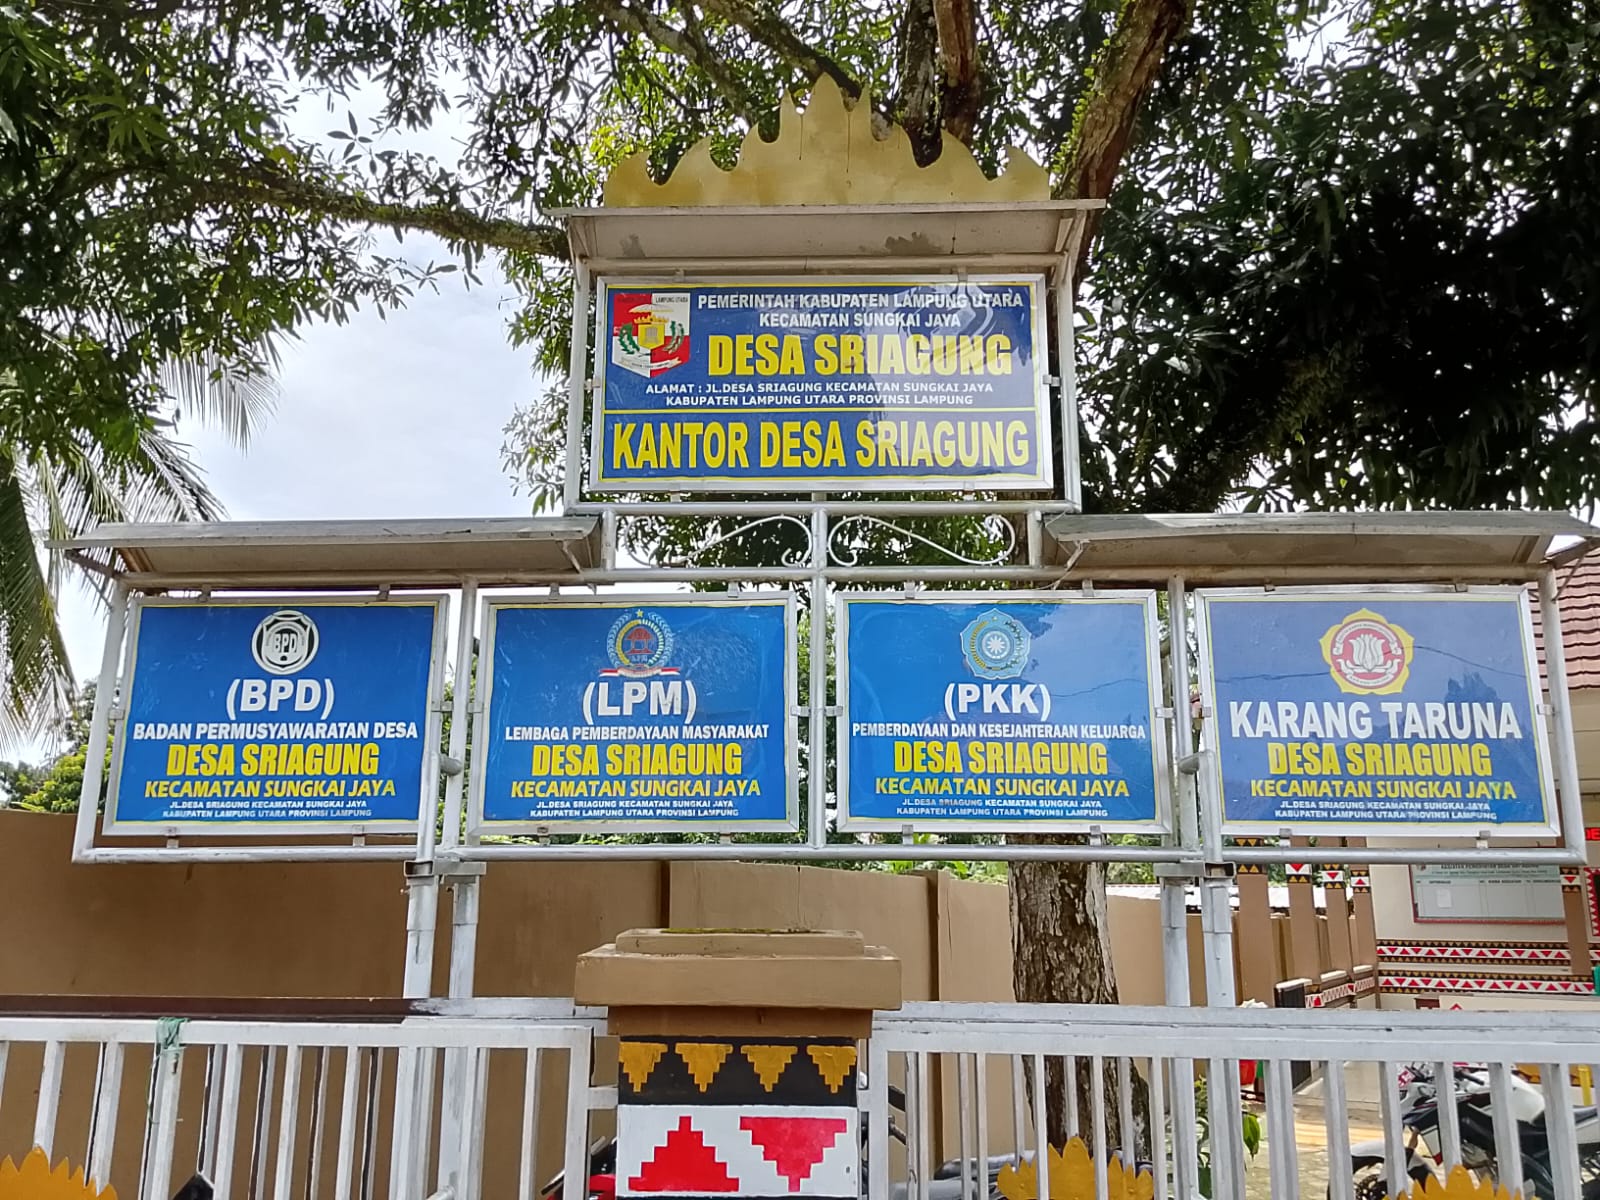 LAMPUNG UTARA
PEMERINTAH KABUPATEN LAMPUNG UTARA
KECAMATAN SUNGKAI JAYA
DESA SRIAGUNG
ALAMAT : JL.DESA SRIAGUNG KECAMATAN SUNGKAI JAYA
KABUPATEN LAMPUNG UTARA PROVINSI LAMPUNG
KANTOR DESA SRIAGUNG
BPD
(BPD)
BADAN PERMUSYAWARATAN DESA
DESA SRIAGUNG
KECAMATAN SUNGKAI JAYA
JL.DESA SRIAGUNG KECAMATAN SUNGKAI JAYA
KABUPATEN LAMPUNG UTARA PROVINSI LAMPUNG
LPM
(LPM)
LEMBAGA PEMBERDAYAAN MASYARAKAT
DESA SRIAGUNG
KECAMATAN SUNGKAI JAYA
JL.DESA SRIAGUNG KECAMATAN SUNGKAI JAYA
KABUPATEN LAMPUNG UTARA PROVINSI LAMPUNG
(PKK)
PEMBERDAYAAN DAN KESEJAHTERAAN KELUARGA
DESA SRIAGUNG
KECAMATAN SUNGKAI JAYA
JL.DESA SRIAGUNG KECAMATAN SUNGKAI JAYA
KABUPATEN LAMPUNG UTARA PROVINSI LAMPUNG
KARANG TARUNA
DESA SRIAGUNG
KECAMATAN SUNGKAI JAYA
JL.DESA SRIAGUNG KECAMATAN SUNGKAI JAYA
KABUPATEN LAMPUNG UTARA PROVINSI LAMPUNG